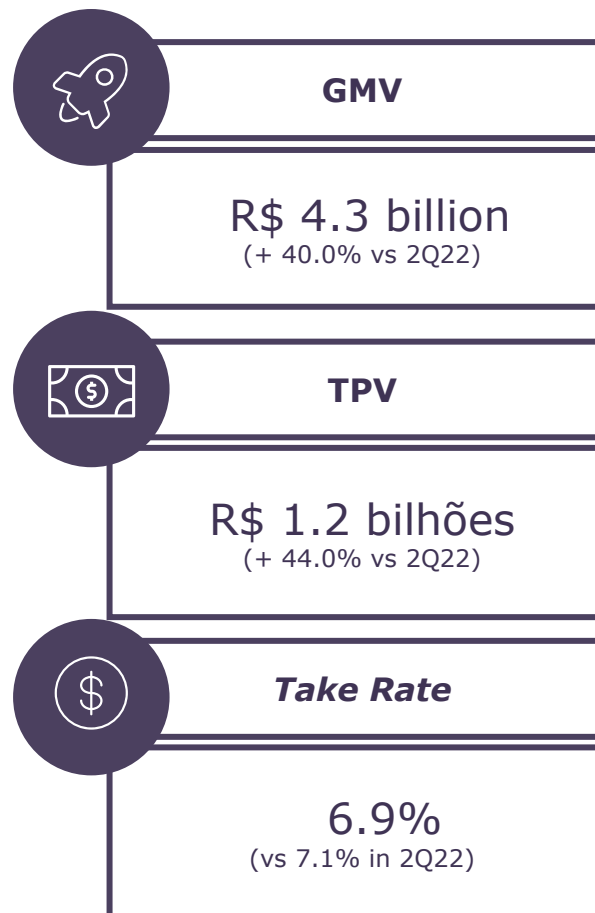 GMV
R$ 4.3 billion
(+ 40.0% vs 2Q22)
TPV
R$ 1.2 bilhões
(+ 44.0% vs 2Q22)
Take Rate
6.9%
(vs 7.1% in 2Q22)